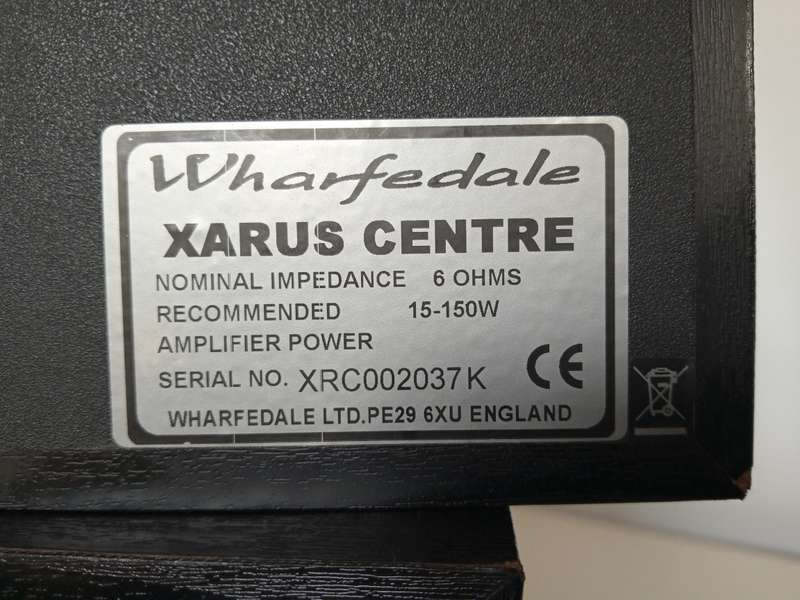 Wharfedale
XARUS CENTRE
NOMINAL IMPEDANCE 6 OHMS
RECOMMENDED 15-150W
AMPLIFIER POWER
SERIAL NO. XRC002037K CE
WHARFEDALE LTD.PE29 6XU ENGLAND